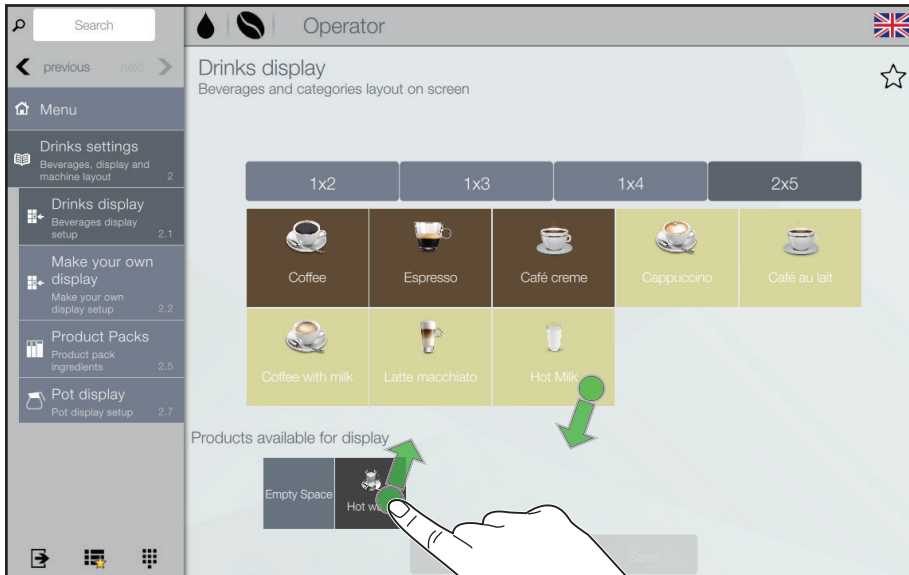 Search
Operator
previous
next
Drinks display
Beverages and categories layout on screen
Menu
Drinks settings
Beverages, display and
machine layout 2
Drinks display
Beverages display
setup 2.1
Make your own
display
Make your own
display setup 2.2
Product Packs
Product pack
ingredients 2.5
Pot display
Pot display setup 2.7
1x2 1x3 1x4 2x5
Coffee Espresso Café creme Cappuccino Café au lait
Coffee with milk Latte macchiato Hot Milk
Products available for display
Empty Space
Hot
Save